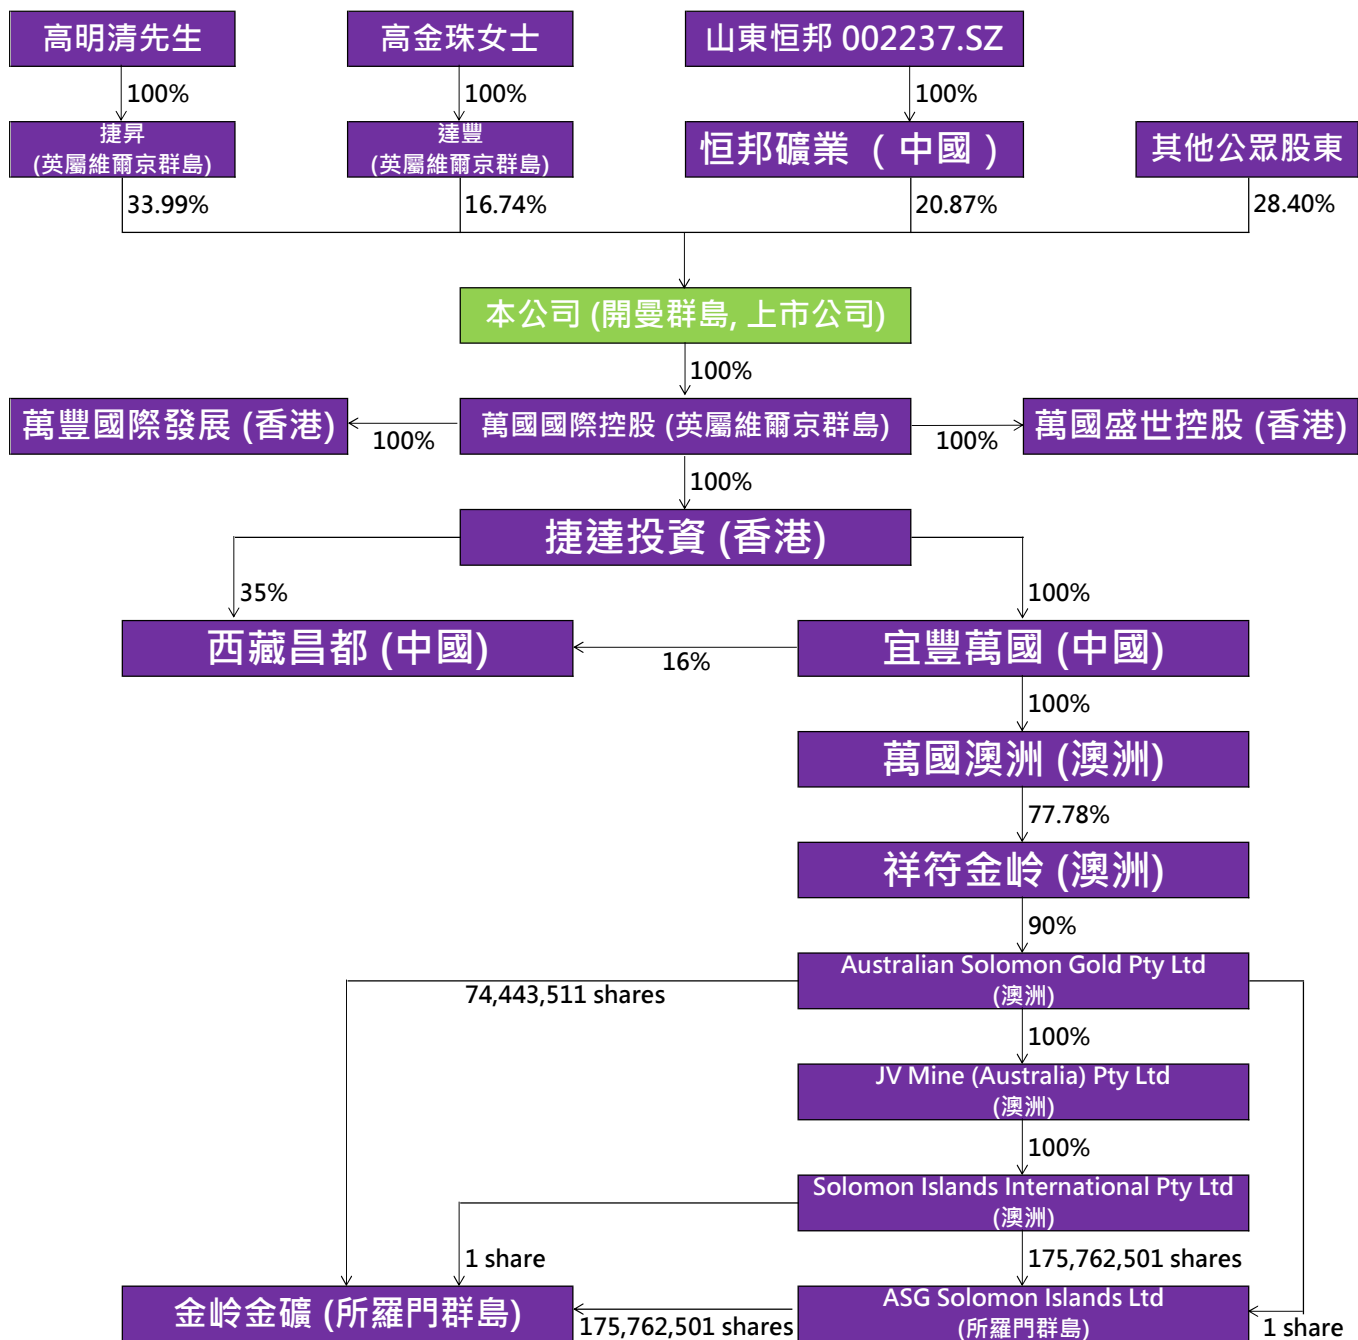 高明清先生
高金珠女士
山東恒邦 002237.SZ
100%
100%
100%
捷昇
(英屬維爾京群島)
達豐
(英屬維爾京群島)
恒邦礦業 ( 中國 )
其他公眾股東
33.99%
16.74%
20.87%
28.40%
本公司 (開曼群島, 上市公司)
100%
萬豐國際發展 (香港)
100%
萬國國際控股 (英屬維爾京群島)
100%
萬國盛世控股 (香港)
100%
捷達投資 (香港)
35%
100%
西藏昌都 (中國)
16%
宜豐萬國 (中國)
100%
萬國澳洲 (澳洲)
77.78%
祥符金岭 (澳洲)
90%
Australian Solomon Gold Pty Ltd
(澳洲)
74,443,511 shares
100%
JV Mine (Australia) Pty Ltd
(澳洲)
100%
Solomon Islands International Pty Ltd
(澳洲)
1 share
175,762,501 shares
金岭金礦 (所羅門群島)
175,762,501 shares
ASG Solomon Islands Ltd
(所羅門群島)
1 share